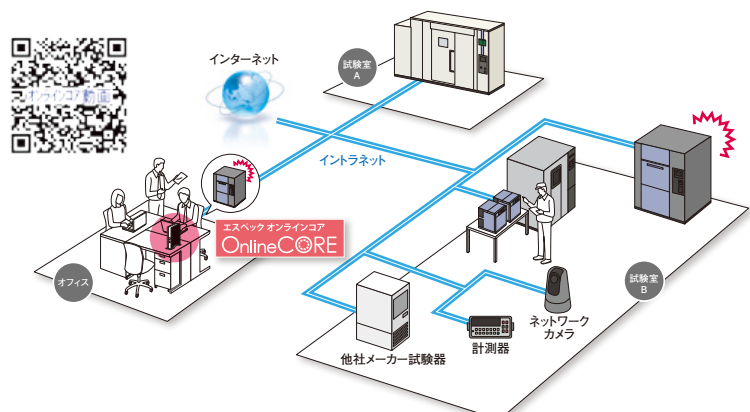 オンラインコア動画
インターネット
試験室
A
イントラネット
エスペック オンラインコア
OnlineCORE
オフィス
試験室
B
ネットワーク
カメラ
計測器
他社メーカー試験器